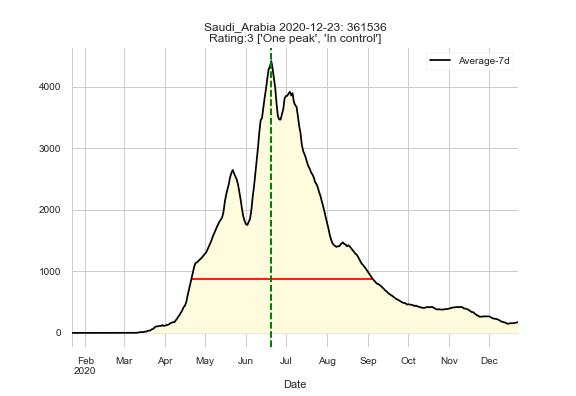 Saudi_Arabia 2020-12-23: 361536
Rating:3 ['One peak', 'In control']
Average-7d
4000
3000
2000
1000
0
Feb Mar Apr May Jun Jul Aug Sep Oct Nov Dec
2020
Date